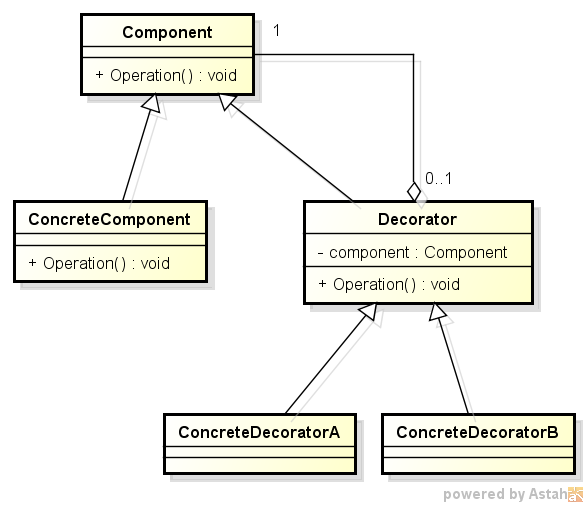 Component
1
+ Operation() : void
0..1
ConcreteComponent
+ Operation() : void
Decorator
- component : Component
+ Operation() : void
ConcreteDecoratorA
ConcreteDecoratorB
powered by Astah